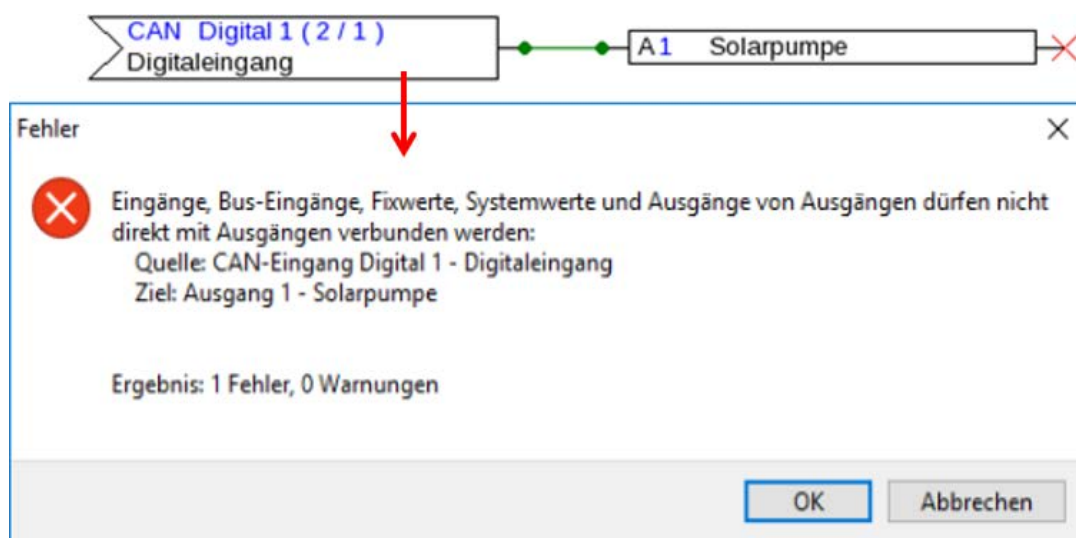 CAN Digital 1 ( 2 / 1 )
Digitaleingang
A1 Solarpumpe
Fehler
Eingänge, Bus-Eingänge, Fixwerte, Systemwerte und Ausgänge von Ausgängen dürfen nicht
direkt mit Ausgängen verbunden werden:
Quelle: CAN-Eingang Digital 1 - Digitaleingang
Ziel: Ausgang 1 - Solarpumpe
Ergebnis: 1 Fehler, 0 Warnungen
OK Abbrechen